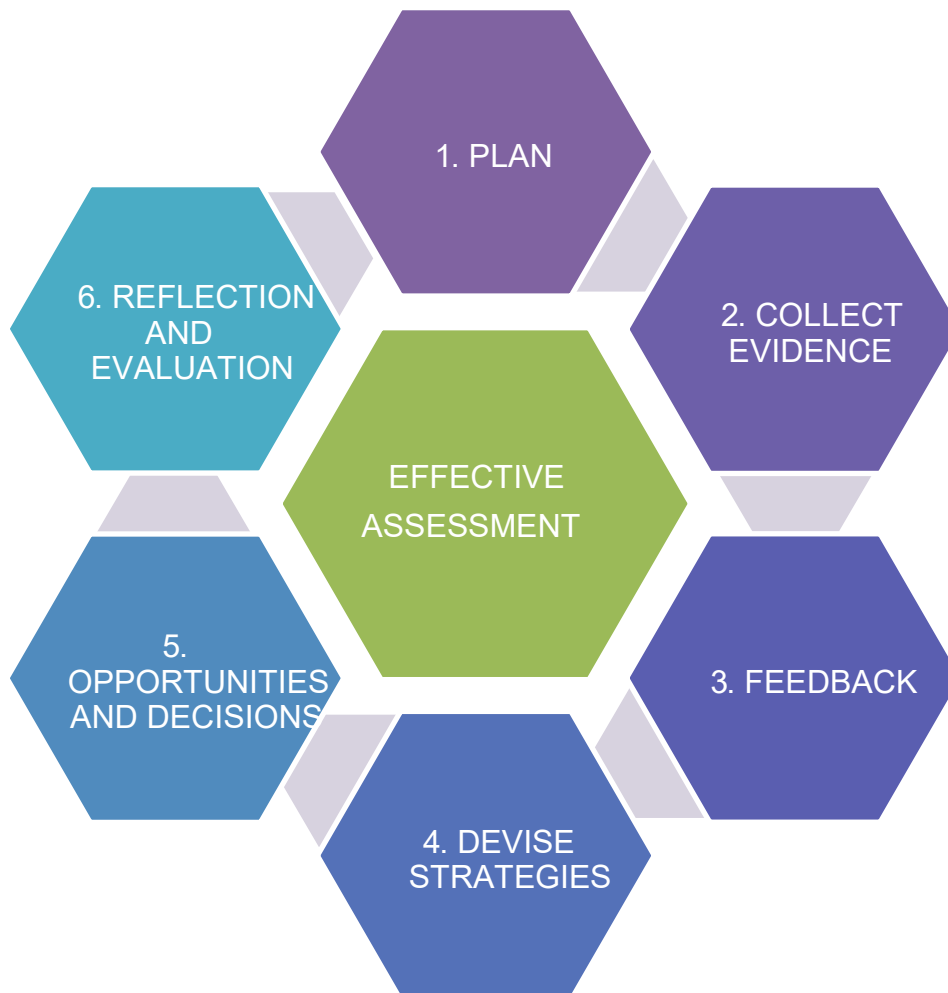 1. PLAN
2. COLLECT
EVIDENCE
3. FEEDBACK
4. DEVISE
STRATEGIES
5.
OPPORTUNITIES
AND DECISIONS
6. REFLECTION
AND
EVALUATION
EFFECTIVE
ASSESSMENT